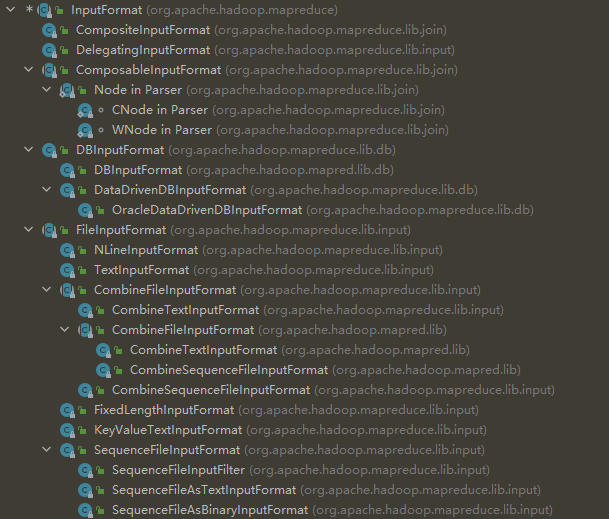 * InputFormat (org.apache.hadoop.mapreduce)
CompositeInputFormat (org.apache.hadoop.mapreduce.lib.join)
DelegatingInputFormat (org.apache.hadoop.mapreduce.lib.input)
ComposableInputFormat (org.apache.hadoop.mapreduce.lib.join)
Node in Parser (org.apache.hadoop.mapreduce.lib.join)
CNode in Parser (org.apache.hadoop.mapreduce.lib.join)
WNode in Parser (org.apache.hadoop.mapreduce.lib.join)
DBInputFormat (org.apache.hadoop.mapreduce.lib.db)
DBInputFormat (org.apache.hadoop.mapred.lib.db)
DataDrivenDBInputFormat (org.apache.hadoop.mapreduce.lib.db)
OracleDataDrivenDBInputFormat (org.apache.hadoop.mapreduce.lib.db)
FileInputFormat (org.apache.hadoop.mapreduce.lib.input)
NLineInputFormat (org.apache.hadoop.mapreduce.lib.input)
TextInputFormat (org.apache.hadoop.mapreduce.lib.input)
CombineFileInputFormat (org.apache.hadoop.mapreduce.lib.input)
CombineTextInputFormat (org.apache.hadoop.mapreduce.lib.input)
CombineFileInputFormat (org.apache.hadoop.mapred.lib)
CombineTextInputFormat (org.apache.hadoop.mapred.lib)
CombineSequenceFileInputFormat (org.apache.hadoop.mapred.lib)
CombineSequenceFileInputFormat (org.apache.hadoop.mapreduce.lib.input)
FixedLengthInputFormat (org.apache.hadoop.mapreduce.lib.input)
KeyValueTextInputFormat (org.apache.hadoop.mapreduce.lib.input)
SequenceFileInputFormat (org.apache.hadoop.mapreduce.lib.input)
SequenceFileInputFilter (org.apache.hadoop.mapreduce.lib.input)
SequenceFileAsTextInputFormat (org.apache.hadoop.mapreduce.lib.input)
SequenceFileAsBinaryInputFormat (org.apache.hadoop.mapreduce.lib.input)